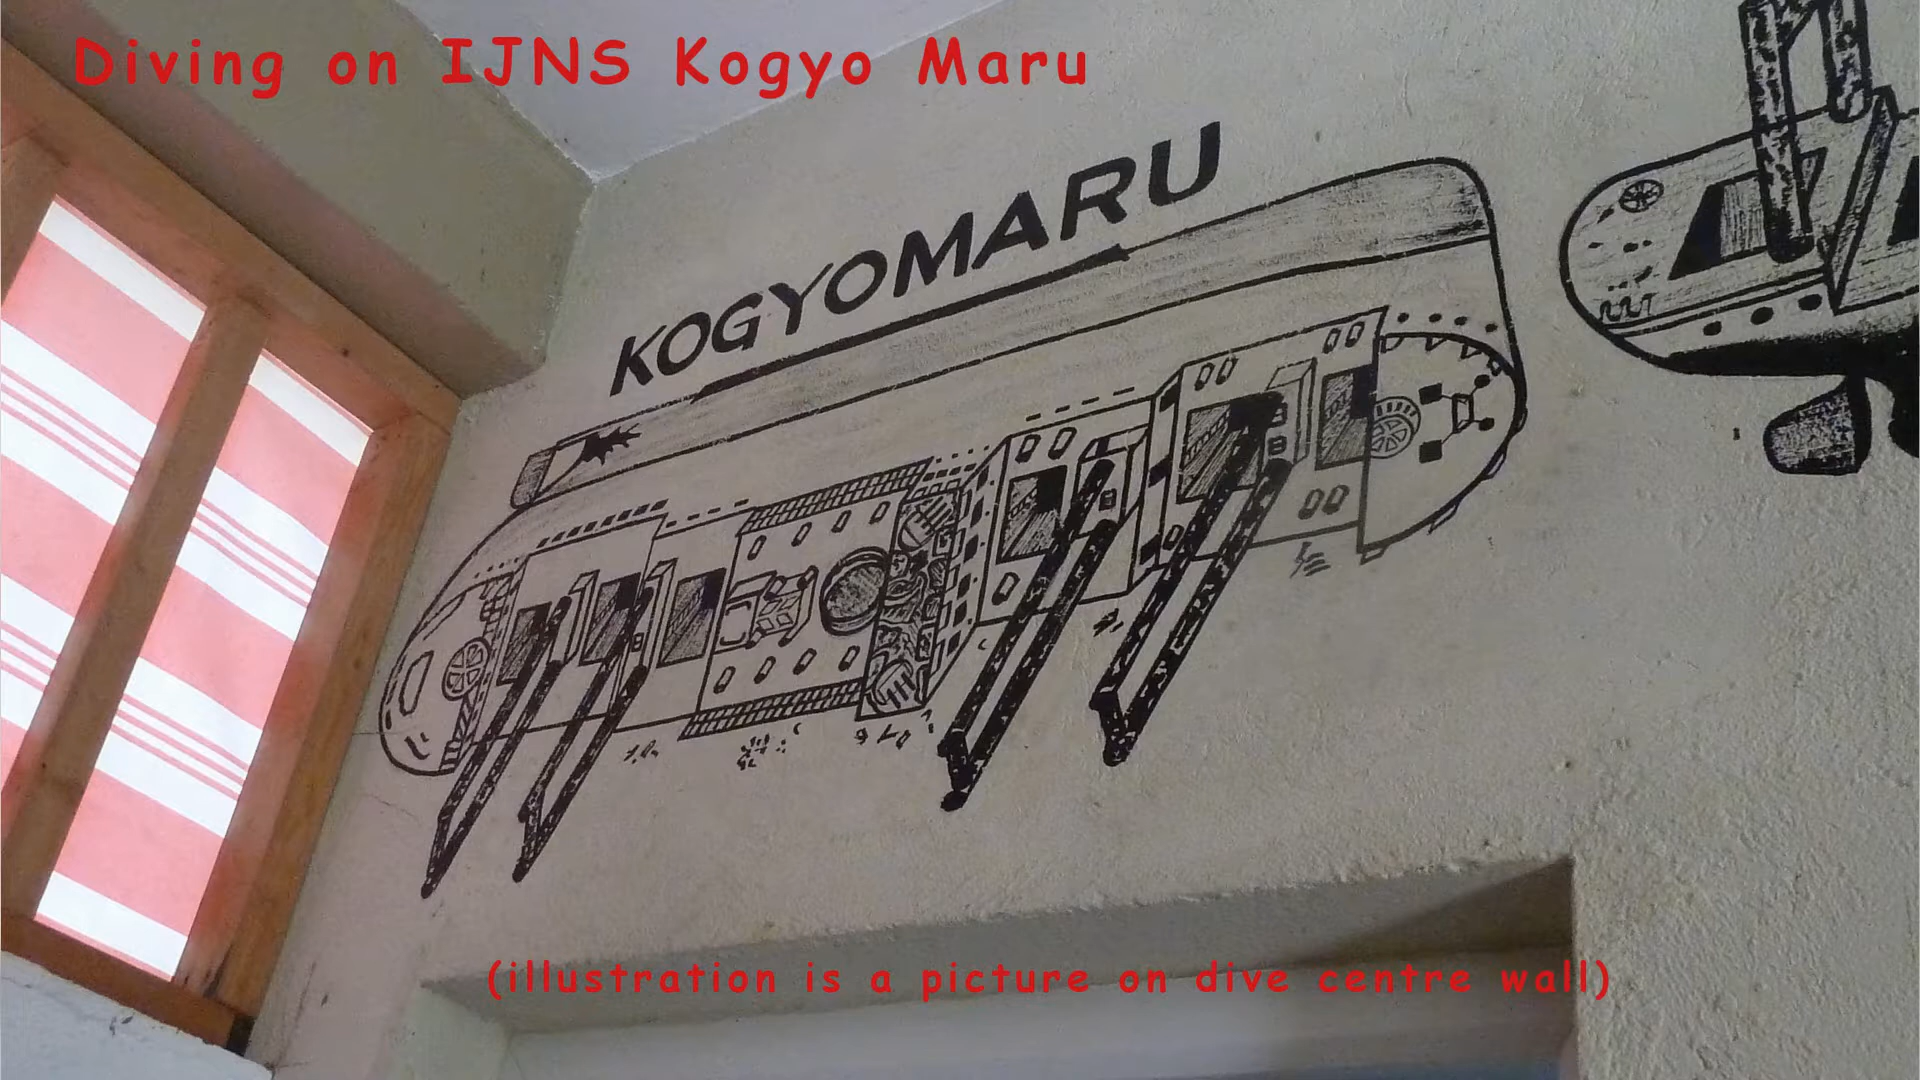 Diving on IJNS Kogyo Maru
KOGYOMARU
(illustration is a picture on dive centre wall)